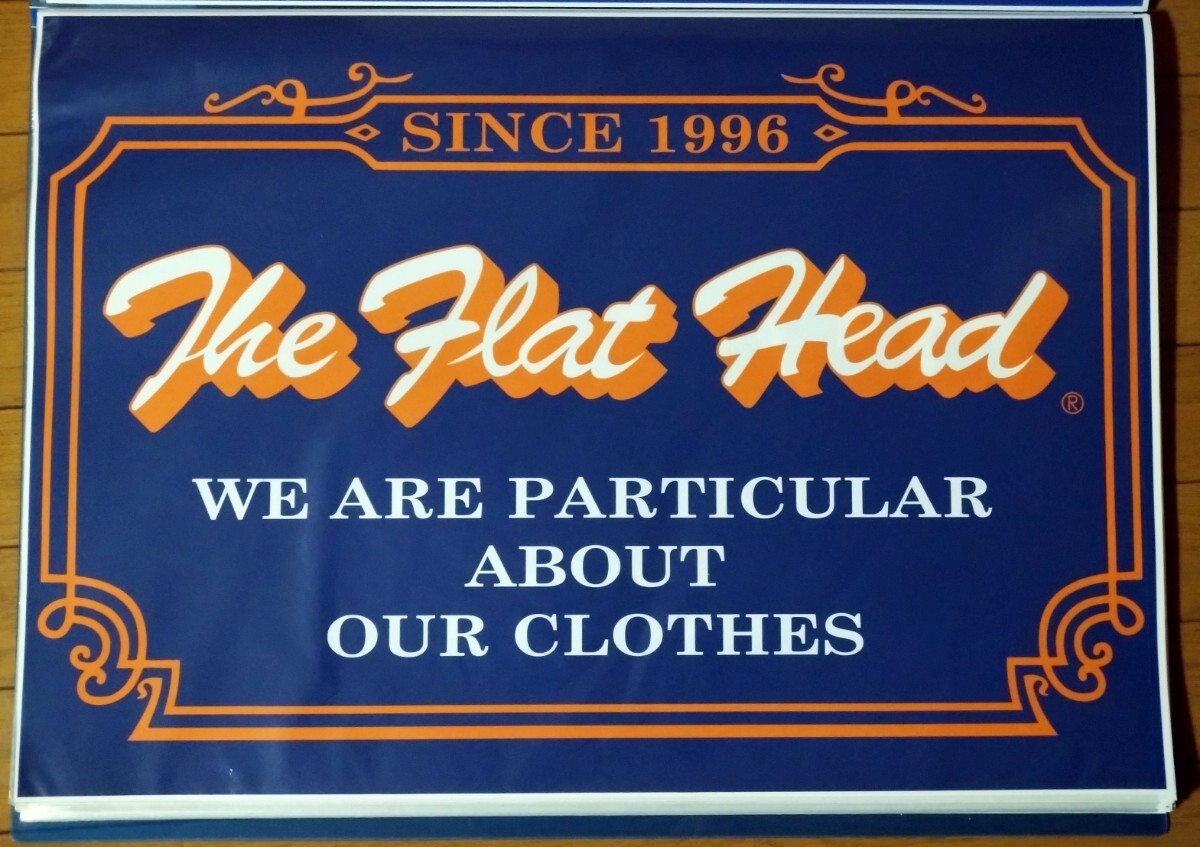 SINCE 1996
The Flat Head ®
WE ARE PARTICULAR
ABOUT
OUR CLOTHES